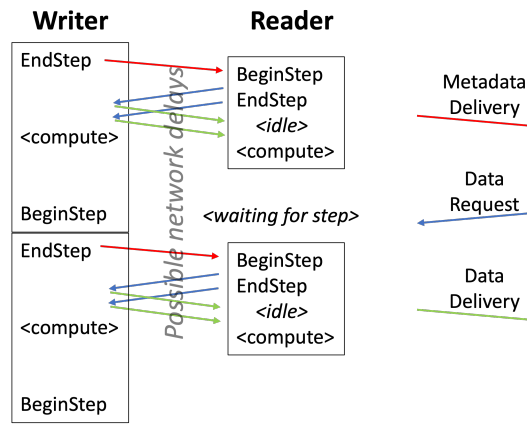 Writer
Reader
EndStep
<compute>
BeginStep
EndStep
<compute>
BeginStep
Possible network delays
BeginStep
EndStep
<idle>
<compute>
<waiting for step>
BeginStep
EndStep
<idle>
<compute>
Metadata
Delivery
Data
Request
Data
Delivery